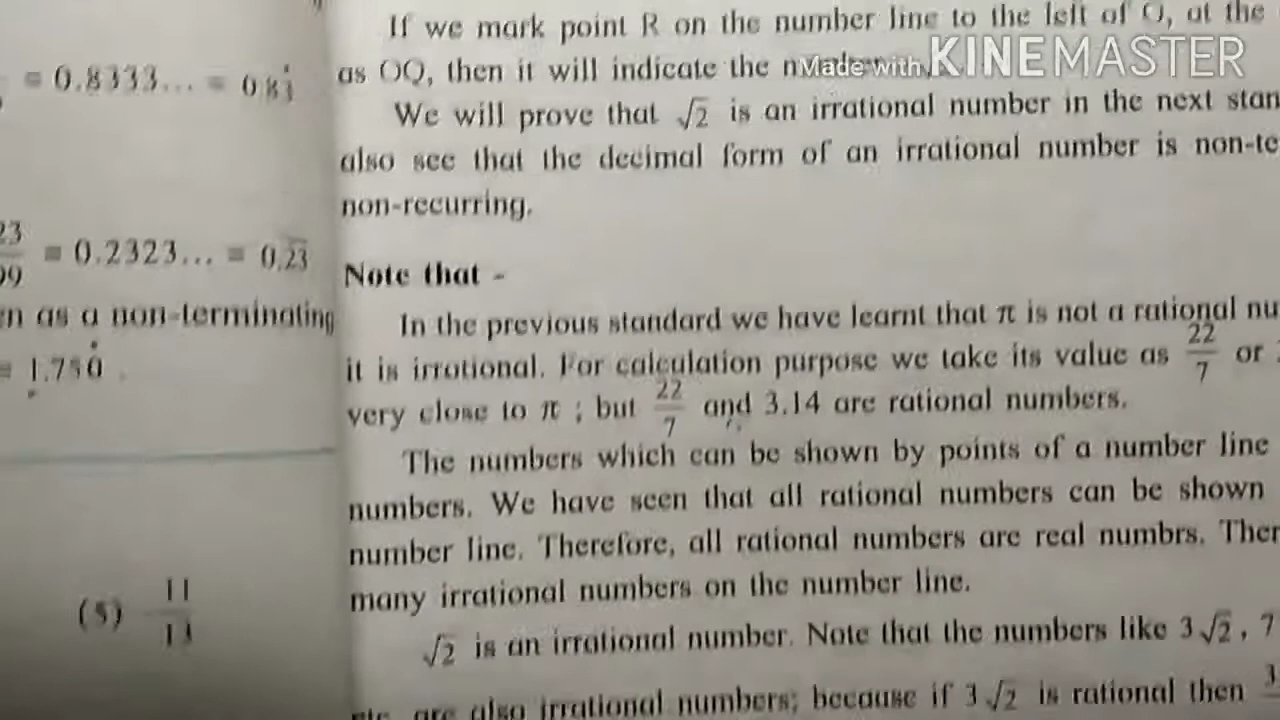 = 0.8333... = 0.8
23
99
= 0.2323... = 0.23
en as a non-terminating
= 1.750
(5) 11
13
If we mark point R on the number line to the left of O, at the
as OQ, then it will indicate the
Made with KINEMASTER
We will prove that √2 is an irrational number in the next stan
also see that the decimal form of an irrational number is non-te
non-recurring.
Note that -
In the previous standard we have learnt that π is not a rational nu
it is irrational. For calculation purpose we take its value as 22/7 or
very close to π ; but 22/7 and 3.14 are rational numbers.
The numbers which can be shown by points of a number line
numbers. We have seen that all rational numbers can be shown
number line. Therefore, all rational numbers are real numbrs. Ther
many irrational numbers on the number line.
√2 is an irrational number. Note that the numbers like 3√2, 7
etc. are also irrational numbers; because if 3√2 is rational then 3